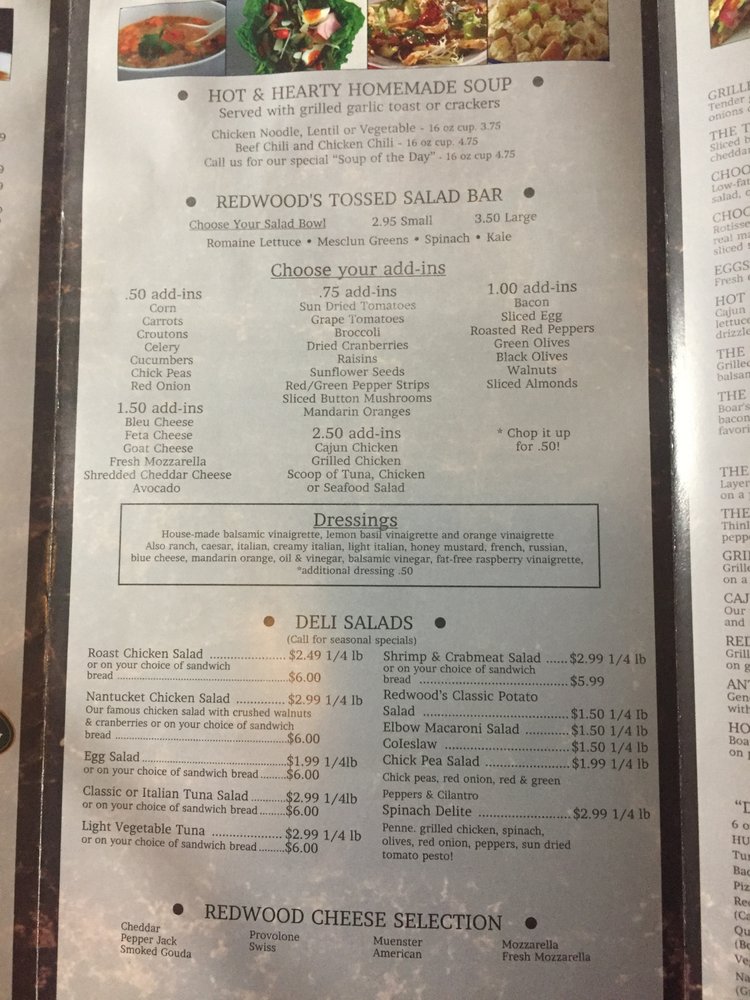 HOT & HEARTY HOMEMADE SOUP
Served with grilled garlic toast or crackers
Chicken Noodle, Lentil or Vegetable - 16 oz cup. 3.75
Beef Chili and Chicken Chili - 16 oz cup. 4.75
Call us for our special "Soup of the Day" - 16 oz cup 4.75
REDWOOD'S TOSSED SALAD BAR
Choose Your Salad Bowl 2.95 Small 3.50 Large
Romaine Lettuce • Mesclun Greens • Spinach • Kale
Choose your add-ins
.50 add-ins
Corn
Carrots
Croutons
Celery
Cucumbers
Chick Peas
Red Onion
1.50 add-ins
Bleu Cheese
Feta Cheese
Goat Cheese
Fresh Mozzarella
Shredded Cheddar Cheese
Avocado
.75 add-ins
Sun Dried Tomatoes
Grape Tomatoes
Broccoli
Dried Cranberries
Raisins
Sunflower Seeds
Red/Green Pepper Strips
Sliced Button Mushrooms
Mandarin Oranges
2.50 add-ins
Cajun Chicken
Grilled Chicken
Scoop of Tuna, Chicken
or Seafood Salad
1.00 add-ins
Bacon
Sliced Egg
Roasted Red Peppers
Green Olives
Black Olives
Walnuts
Sliced Almonds
* Chop it up
for .50!
Dressings
House-made balsamic vinaigrette, lemon basil vinaigrette and orange vinaigrette
Also ranch, caesar, italian, creamy italian, light italian, honey mustard, french, russian,
blue cheese, mandarin orange, oil & vinegar, balsamic vinegar, fat-free raspberry vinaigrette,
*additional dressing .50
DELI SALADS
(Call for seasonal specials)
Roast Chicken Salad ...................... $2.49 1/4 lb
or on your choice of sandwich
bread ................................................ $6.00
Nantucket Chicken Salad ............... $2.99 1/4 lb
Our famous chicken salad with crushed walnuts
& cranberries or on your choice of sandwich
bread ................................................ $6.00
Egg Salad ........................................ $1.99 1/4lb
or on your choice of sandwich bread ........ $6.00
Classic or Italian Tuna Salad .......... $2.99 1/4lb
or on your choice of sandwich bread ........ $6.00
Light Vegetable Tuna .................... $2.99 1/4 lb
or on your choice of sandwich bread ........ $6.00
Shrimp & Crabmeat Salad ...... $2.99 1/4 lb
or on your choice of sandwich
bread ........................................ $5.99
Redwood's Classic Potato
Salad ................................... $1.50 1/4 lb
Elbow Macaroni Salad ........... $1.50 1/4 lb
Coleslaw ............................... $1.50 1/4 lb
Chick Pea Salad .................... $1.99 1/4 lb
Chick peas, red onion, red & green
Peppers & Cilantro
Spinach Delite ....................... $2.99 1/4 lb
Penne. grilled chicken, spinach,
olives, red onion, peppers, sun dried
tomato pesto!
REDWOOD CHEESE SELECTION
Cheddar
Pepper Jack
Smoked Gouda
Provolone
Swiss
Muenster
American
Mozzarella
Fresh Mozzarella